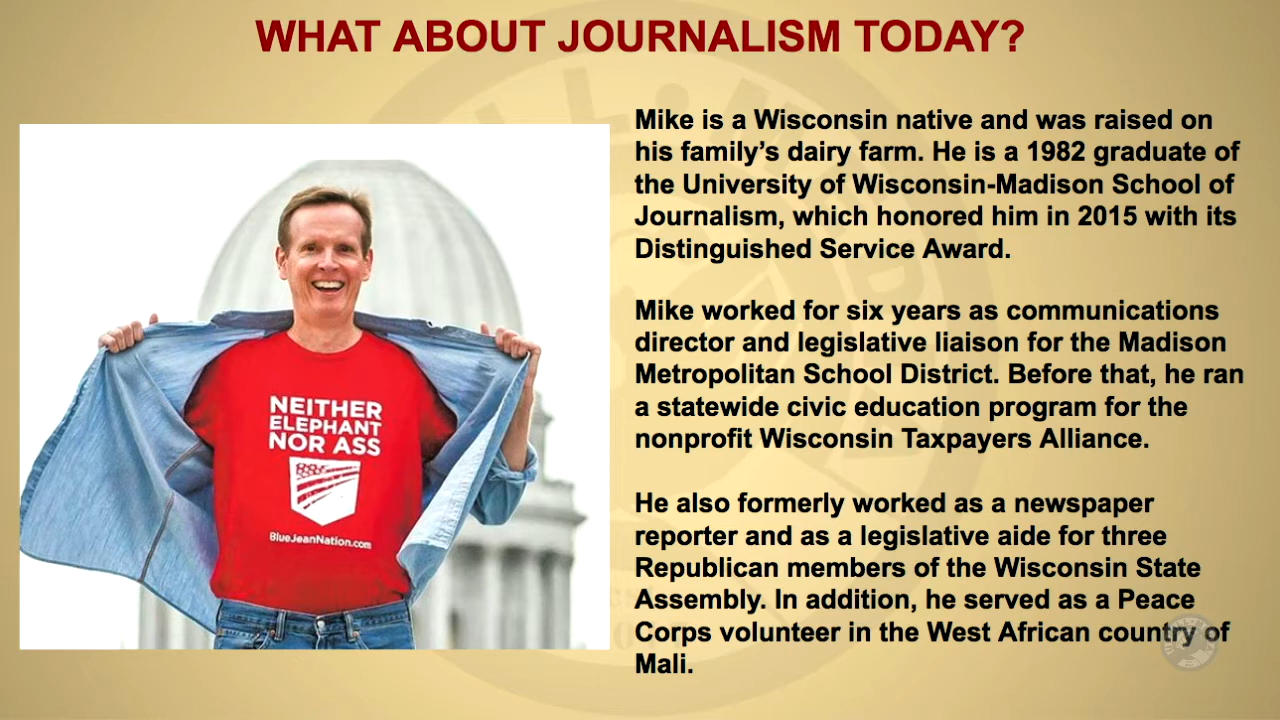 WHAT ABOUT JOURNALISM TODAY?
NEITHER
ELEPHANT
NOR ASS
BlueJeanNation.com
Mike is a Wisconsin native and was raised on
his family’s dairy farm. He is a 1982 graduate of
the University of Wisconsin-Madison School of
Journalism, which honored him in 2015 with its
Distinguished Service Award.
Mike worked for six years as communications
director and legislative liaison for the Madison
Metropolitan School District. Before that, he ran
a statewide civic education program for the
nonprofit Wisconsin Taxpayers Alliance.
He also formerly worked as a newspaper
reporter and as a legislative aide for three
Republican members of the Wisconsin State
Assembly. In addition, he served as a Peace
Corps volunteer in the West African country of
Mali.